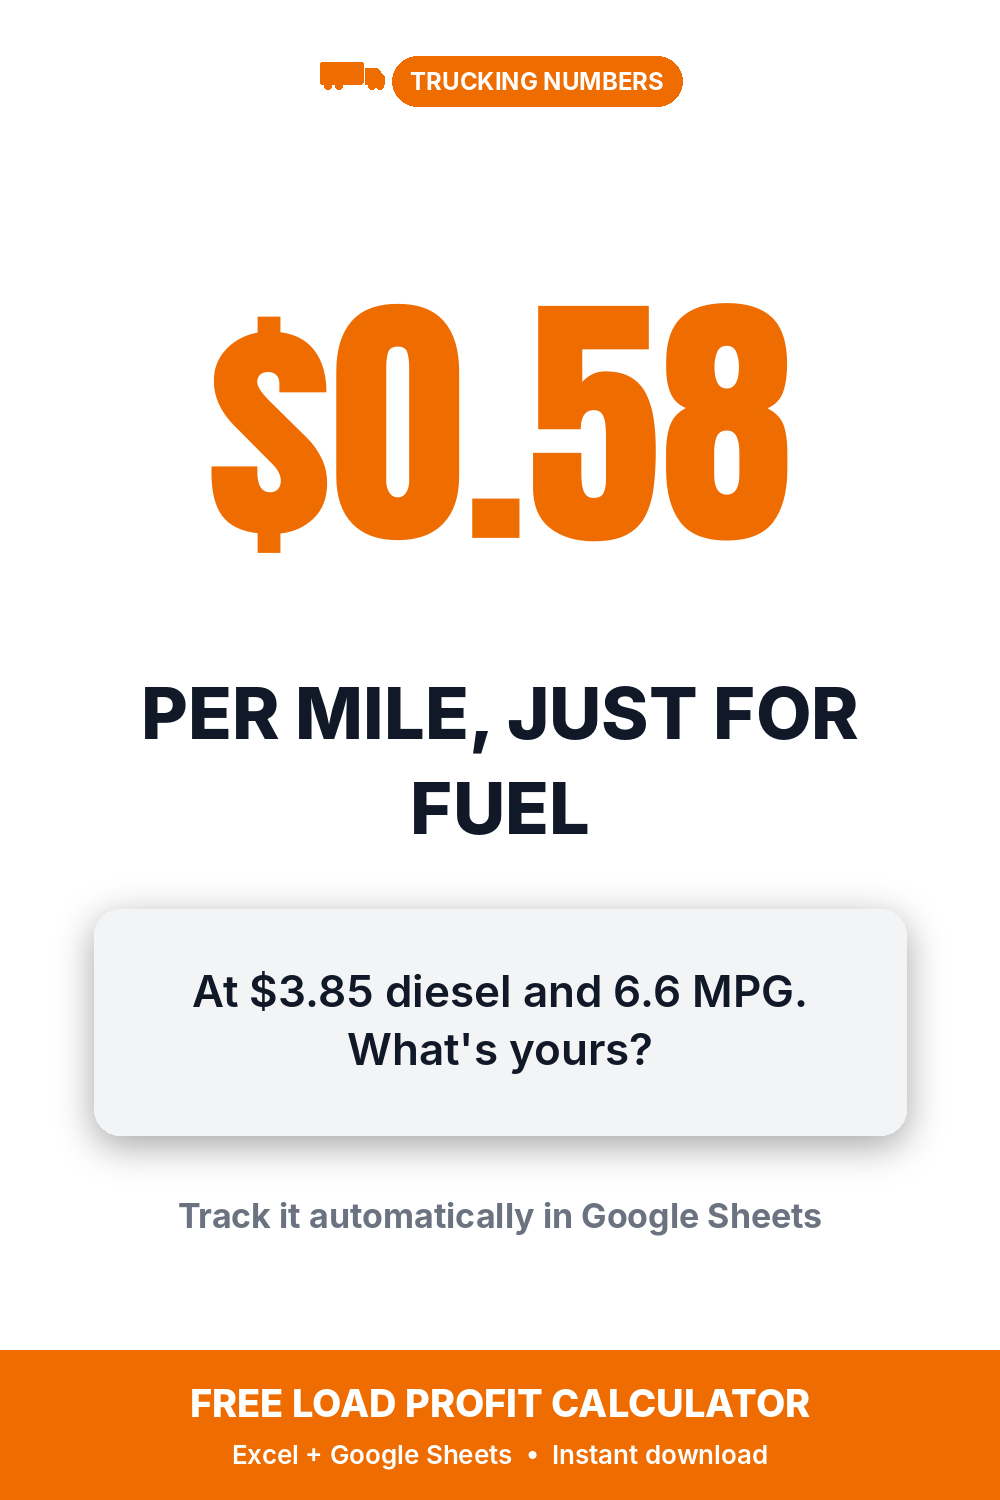 TRUCKING NUMBERS
$0.58
PER MILE, JUST FOR
FUEL
At $3.85 diesel and 6.6 MPG.
What's yours?
Track it automatically in Google Sheets
FREE LOAD PROFIT CALCULATOR
Excel + Google Sheets • Instant download